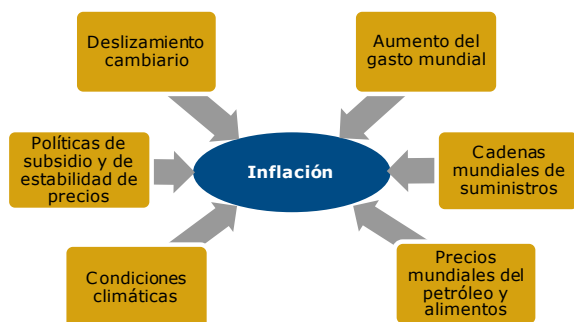 Deslizamiento
cambiario
Aumento del
gasto mundial
Políticas de
subsidio y de
estabilidad de
precios
Inflación
Cadenas
mundiales de
suministros
Condiciones
climáticas
Precios
mundiales del
petróleo y
alimentos